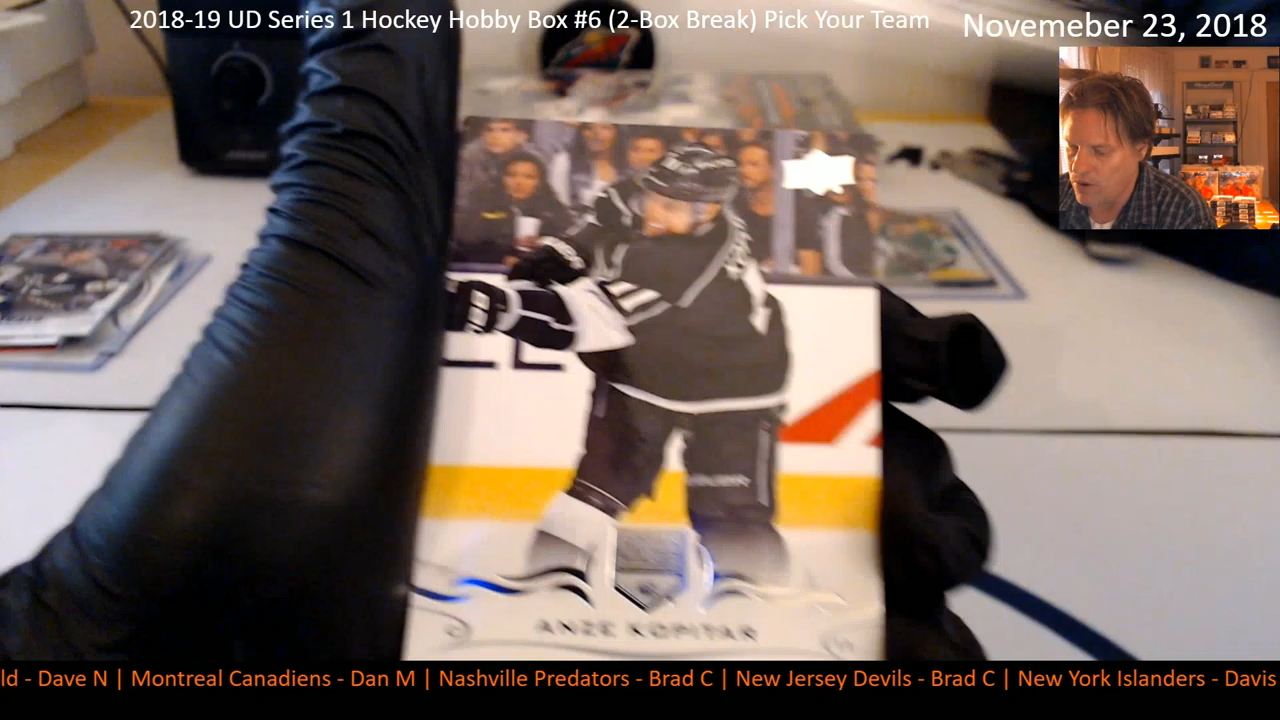 2018-19 UD Series 1 Hockey Hobby Box #6 (2-Box Break) Pick Your Team
Novemeber 23, 2018
ANZE KOPITAR
ld - Dave N | Montreal Canadiens - Dan M | Nashville Predators - Brad C | New Jersey Devils - Brad C | New York Islanders - Davis